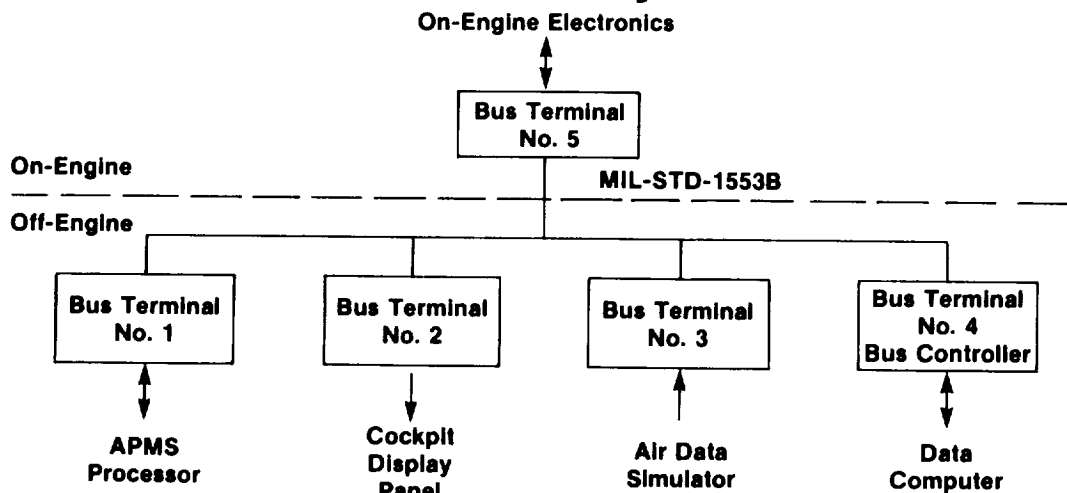 On-Engine Electronics
Bus Terminal
No. 5
On-Engine
MIL-STD-1553B
Off-Engine
Bus Terminal
No. 1
Bus Terminal
No. 2
Bus Terminal
No. 3
Bus Terminal
No. 4
Bus Controller
APMS
Processor
Cockpit
Display
Panel
Air Data
Simulator
Data
Computer